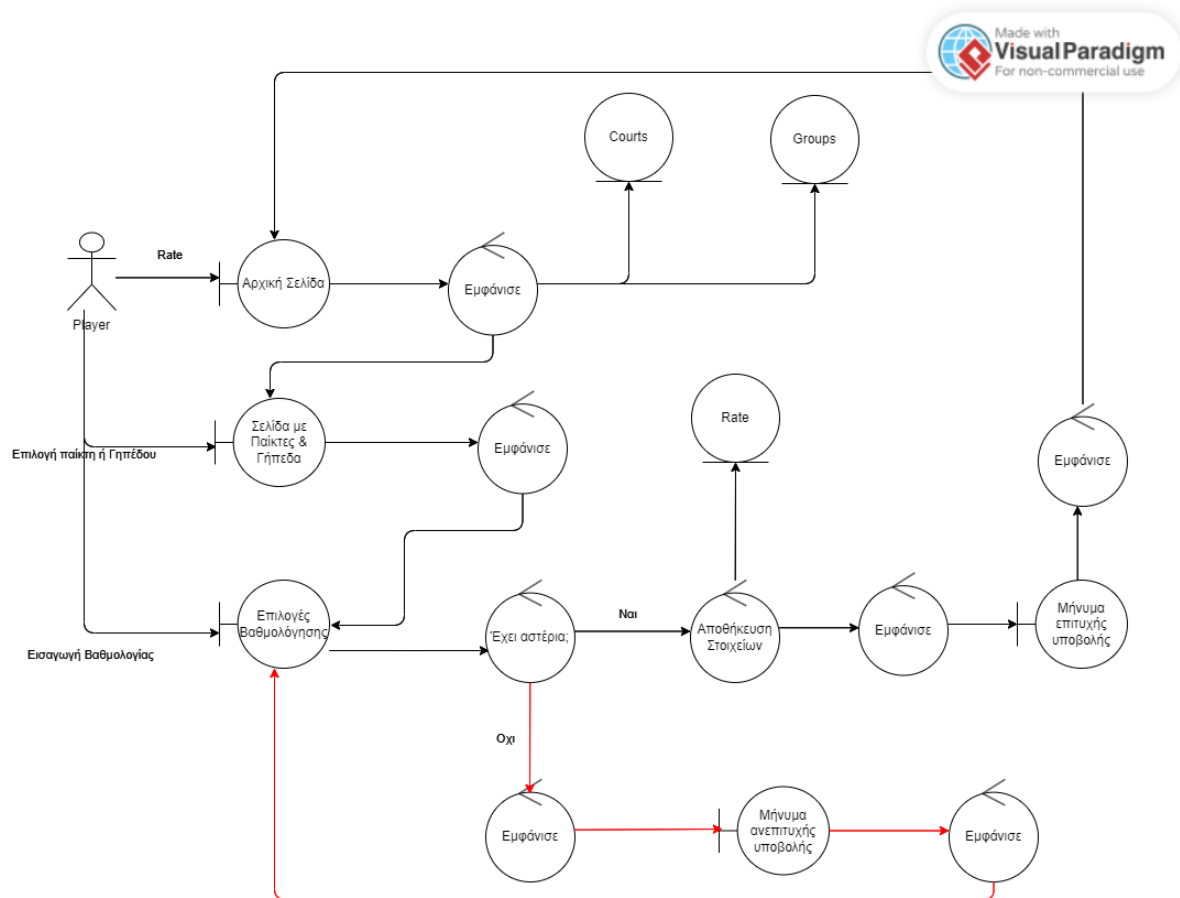 Made with
Visual Paradigm
For non-commercial use
Courts
Groups
Rate
Αρχική Σελίδα
Εμφάνισε
Player
Σελίδα με
Παίκτες &
Γήπεδα
Εμφάνισε
Rate
Εμφάνισε
Επιλογή παίκτη ή Γηπέδου
Επιλογές
Βαθμολόγησης
Έχει αστέρια;
Ναι
Αποθήκευση
Στοιχείων
Εμφάνισε
Μήνυμα
επιτυχής
υποβολής
Εισαγωγή Βαθμολογίας
Οχι
Εμφάνισε
Μήνυμα
ανεπιτυχής
υποβολής
Εμφάνισε